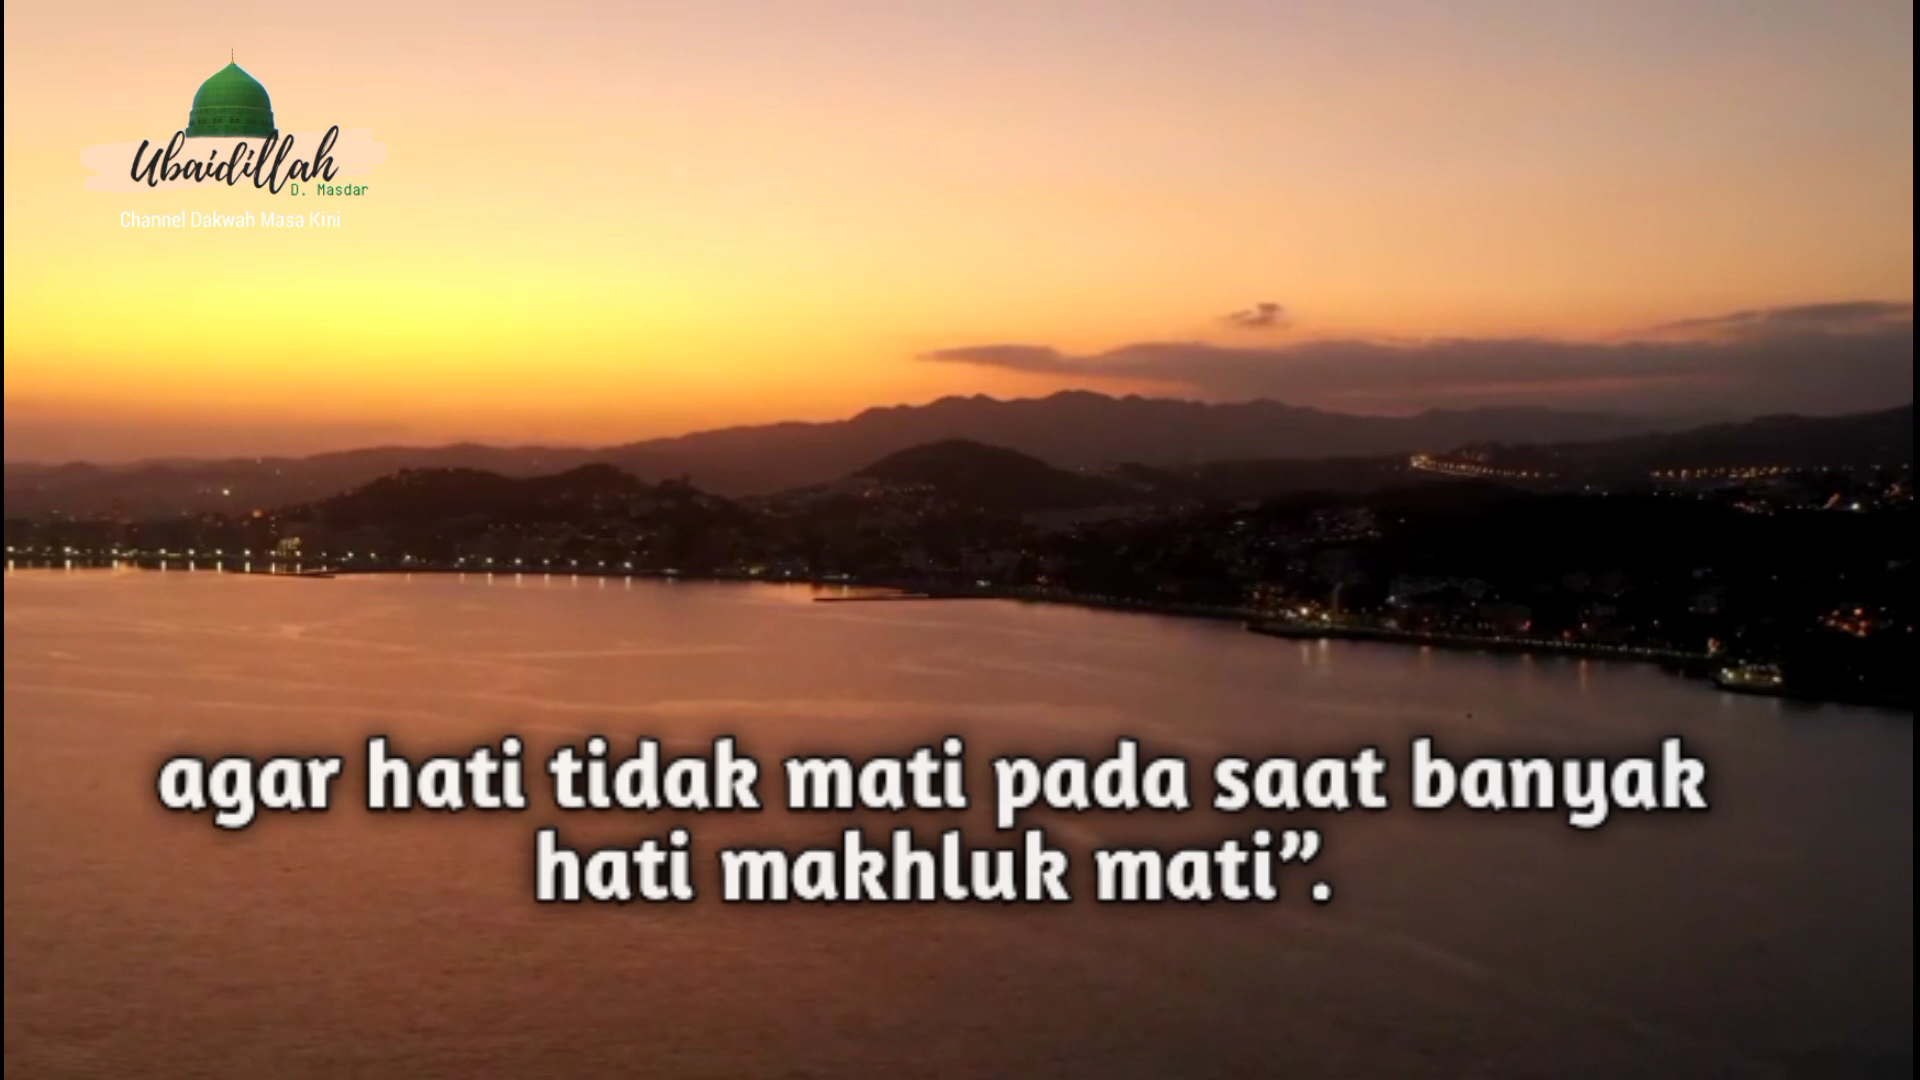 Ubaidillah
D. Masdar
Channel Dakwah Masa Kini
agar hati tidak mati pada saat banyak
hati makhluk mati”.